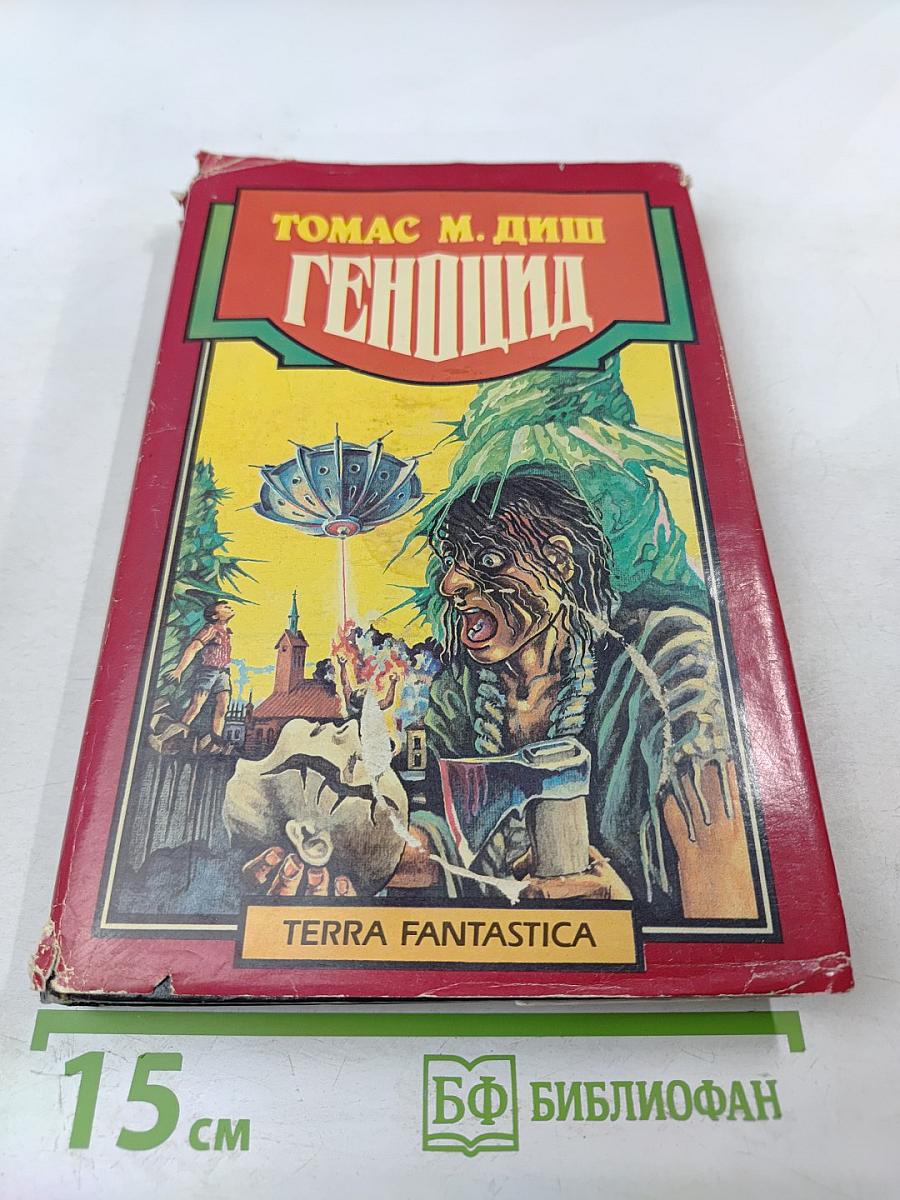 ТОМАС М. ДИШ
ГЕНОЦИД
TERRA FANTASTICA
15 см
БФ БИБЛИОФАН